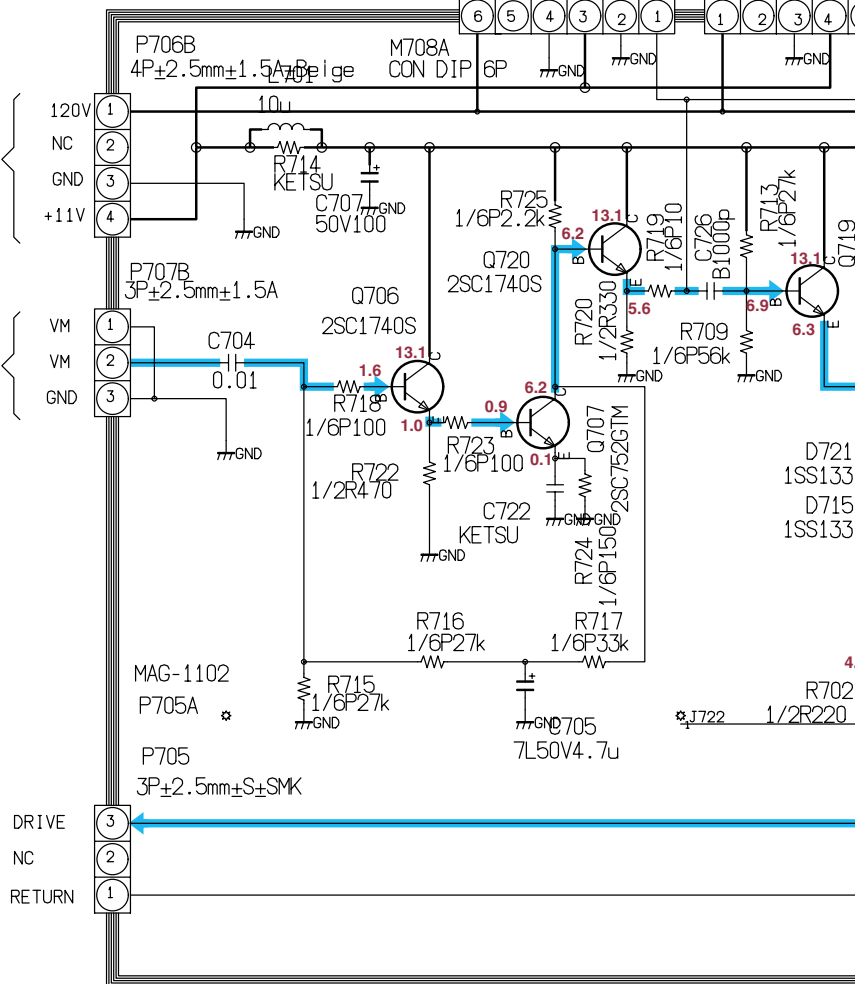 6 5 4 3 2 1 1 2 3 4
P706B
4P±2.5mm±1.5A±Beige
M708A
CON DIP 6P
GND
GND
GND
L701
10u
120V 1
NC 2
GND 3
+11V 4
R714
KETSU
C707
50V100
GND
GND
R725
1/6P2.2k
13.1
C
R719
1/6P10
C726
B1000p
R713
1/6P27k
Q719
6.2
B
E
5.6
Q720
2SC1740S
R720
1/2R330
13.1
C
6.9
B
E
6.3
R709
1/6P56k
GND
GND
P707B
3P±2.5mm±1.5A
VM 1
VM 2
GND 3
GND
C704
0.01
Q706
2SC1740S
13.1
C
1.6
B
E
1.0
R718
1/6P100
6.2
C
0.9
B
E
0.1
R723
1/6P100
Q707
2SC752GTM
R722
1/2R470
GND
C722
KETSU
GND
GND
R724
1/6P150
D721
1SS133
D715
1SS133
R716
1/6P27k
R717
1/6P33k
MAG-1102
P705A
R715
1/6P27k
GND
GND
C705
7L50V4.7u
4.
R702
1/2R220
J722
1
P705
3P±2.5mm±S±SMK
DRIVE 3
NC 2
RETURN 1